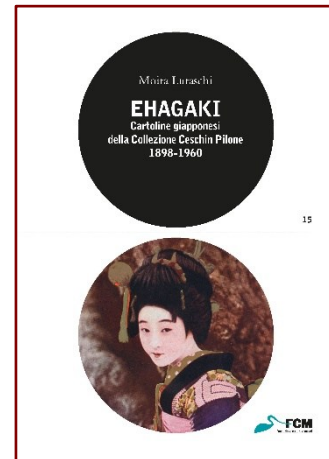 Moira Luraschi
EHAGAKI
Cartoline giapponesi
della Collezione Ceschin Pilone
1898-1960
15
FCM